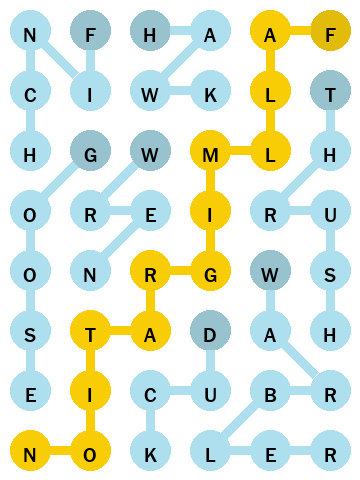 N F H A A F
C I W K L T
H G W M L H
O R E I R U
O N R G W S
S T A D A H
E I C U B R
N O K L E R